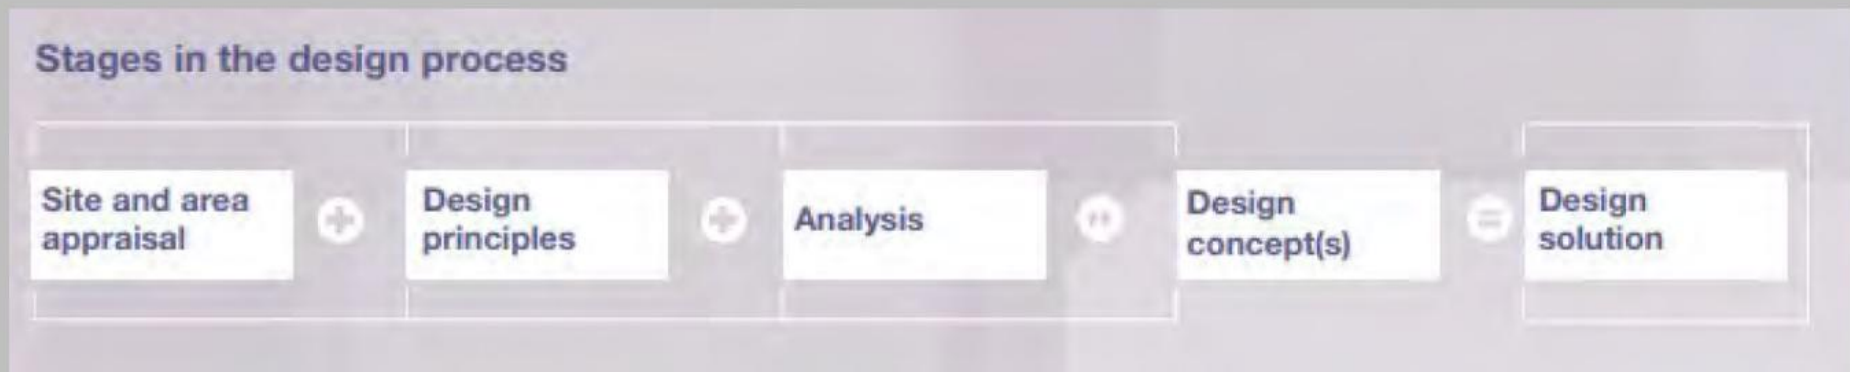 Stages in the design process
Site and area
appraisal
+
Design
principles
+
Analysis
Design
concept(s)
=
Design
solution